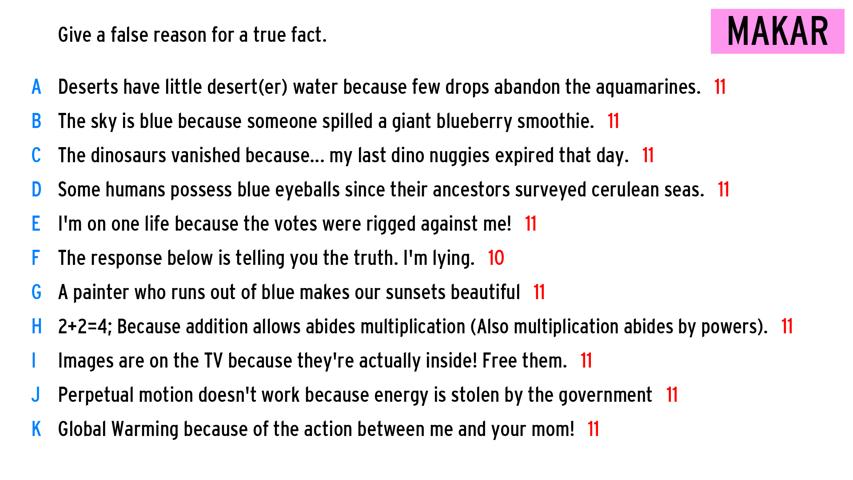 Give a false reason for a true fact.
MAKAR
A Deserts have little desert(er) water because few drops abandon the aquamarines. 11
B The sky is blue because someone spilled a giant blueberry smoothie. 11
C The dinosaurs vanished because... my last dino nuggies expired that day. 11
D Some humans possess blue eyeballs since their ancestors surveyed cerulean seas. 11
E I'm on one life because the votes were rigged against me! 11
F The response below is telling you the truth. I'm lying. 10
G A painter who runs out of blue makes our sunsets beautiful 11
H 2+2=4; Because addition allows abides multiplication (Also multiplication abides by powers). 11
I Images are on the TV because they're actually inside! Free them. 11
J Perpetual motion doesn't work because energy is stolen by the government 11
K Global Warming because of the action between me and your mom! 11